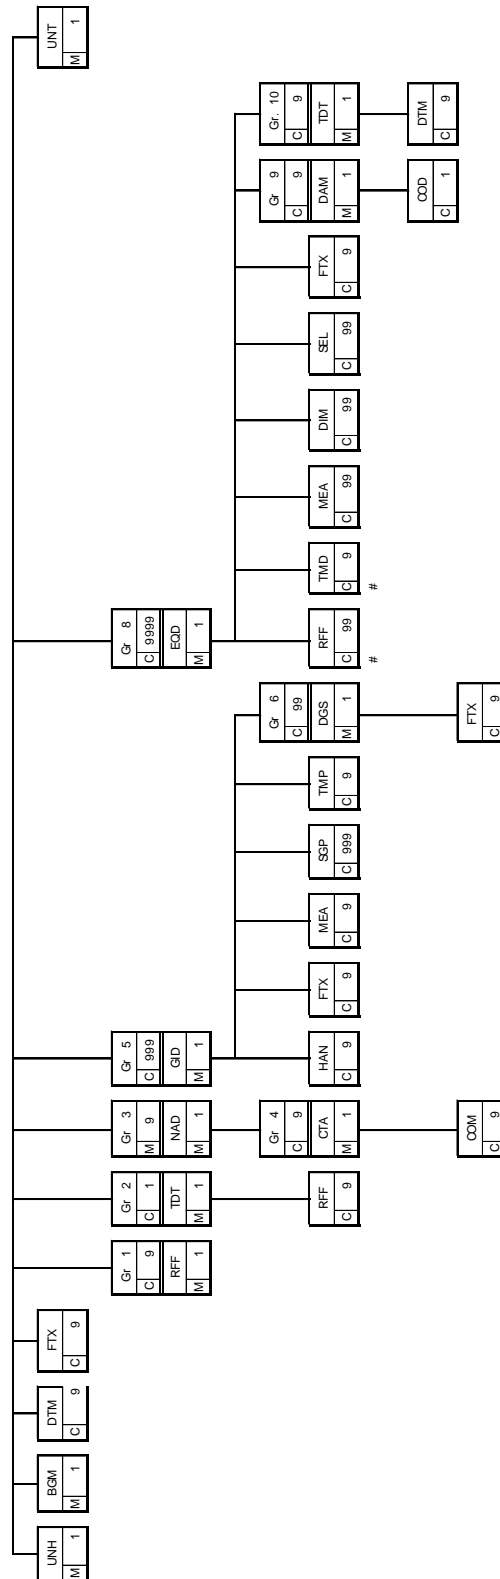 UNH
M 1
BGM
M 1
DTM
C 9
FTX
C 9
UNT
M 1
Gr 1
C 9
RFF
M 1
Gr 2
C 1
TDT
M 1
RFF
C 9
Gr 3
M 9
NAD
M 1
Gr 4
C 9
CTA
M 1
COM
C 9
Gr 5
C 999
GID
M 1
HAN
C 9
FTX
C 9
MEA
C 9
SGP
C 999
TMP
C 9
Gr 6
C 99
DGS
M 1
FTX
C 9
Gr 8
C 9999
EQD
M 1
RFF
C 99
#
TMD
C 9
#
MEA
C 99
DIM
C 99
SEL
C 99
FTX
C 9
Gr 9
C 9
DAM
M 1
COD
C 1
Gr. 10
C 9
TDT
M 1
DTM
C 9